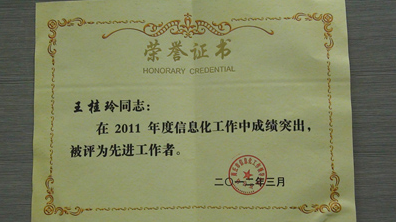 荣誉证书
HONORARY CREDENTIAL
王桂玲同志：
在 2011 年度信息化工作中成绩突出，
被评为先进工作者。
二〇一二年三月